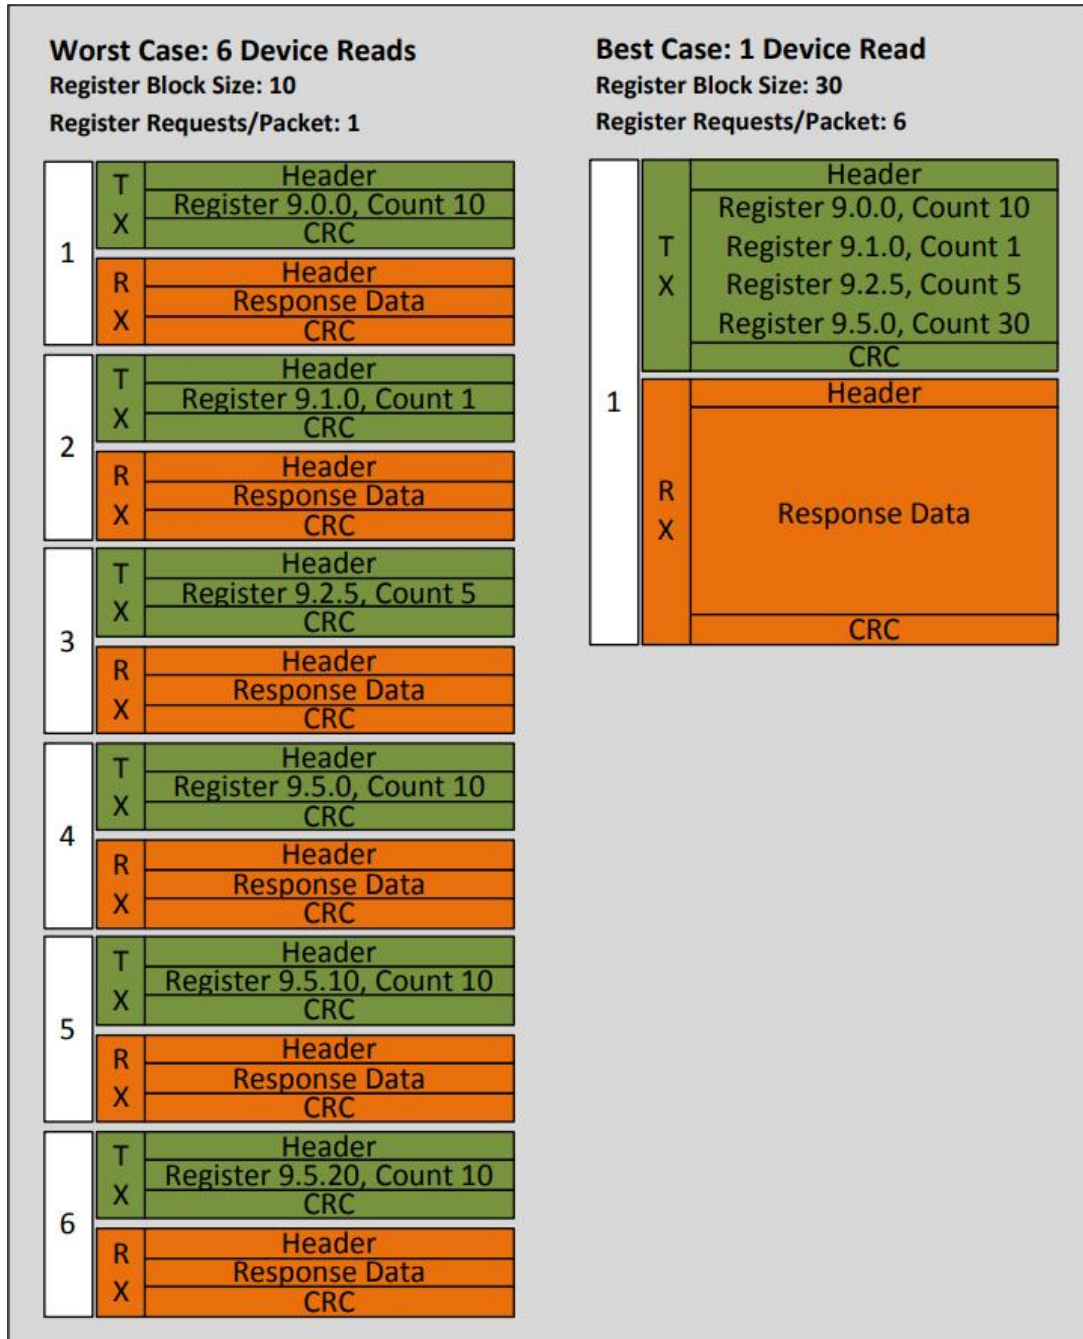 Worst Case: 6 Device Reads
Register Block Size: 10
Register Requests/Packet: 1
1
T
X
Header
Register 9.0.0, Count 10
CRC
R
X
Header
Response Data
CRC
2
T
X
Header
Register 9.1.0, Count 1
CRC
R
X
Header
Response Data
CRC
3
T
X
Header
Register 9.2.5, Count 5
CRC
R
X
Header
Response Data
CRC
4
T
X
Header
Register 9.5.0, Count 10
CRC
R
X
Header
Response Data
CRC
5
T
X
Header
Register 9.5.10, Count 10
CRC
R
X
Header
Response Data
CRC
6
T
X
Header
Register 9.5.20, Count 10
CRC
R
X
Header
Response Data
CRC
Best Case: 1 Device Read
Register Block Size: 30
Register Requests/Packet: 6
1
T
X
Header
Register 9.0.0, Count 10
Register 9.1.0, Count 1
Register 9.2.5, Count 5
Register 9.5.0, Count 30
CRC
R
X
Header
Response Data
CRC